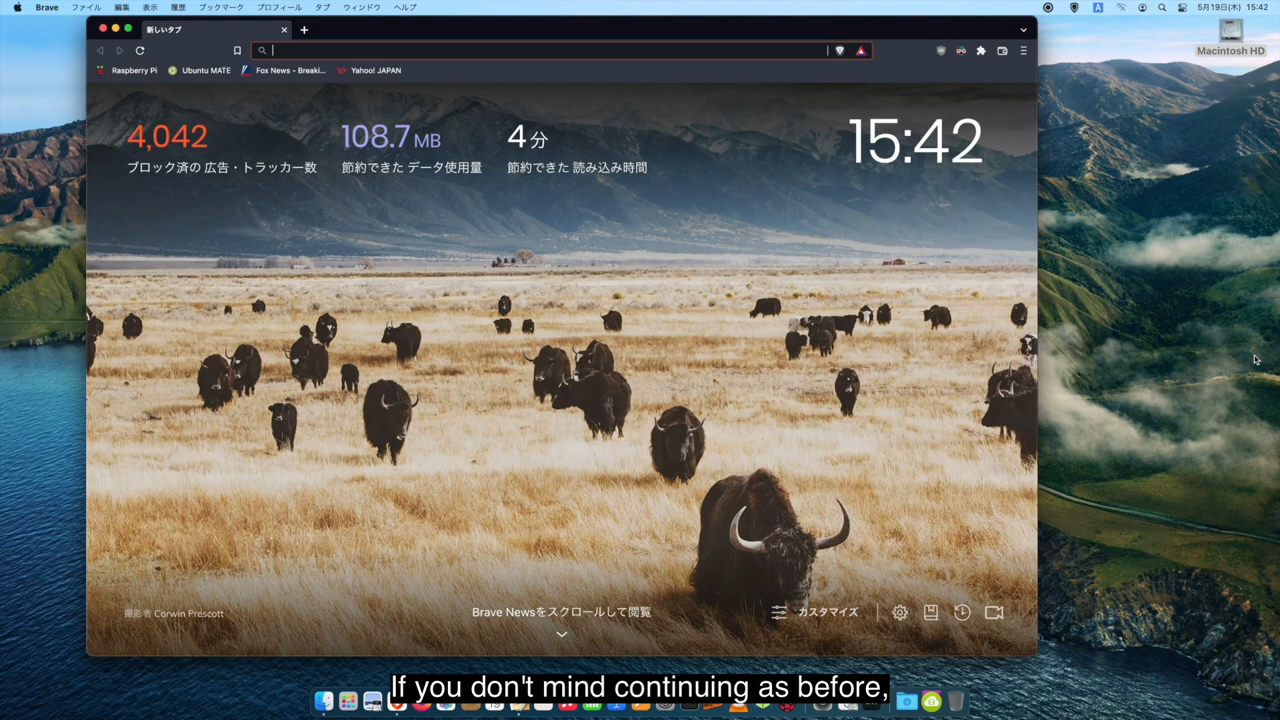 Brave ファイル 編集 表示 履歴 ブックマーク プロフィール タブ ウィンドウ ヘルプ
A
5月19日(木) 15:42
新しいタブ
Raspberry Pi
Ubuntu MATE
Fox News - Breaki...
Yahoo! JAPAN
Macintosh HD
4,042
ブロック済の 広告・トラッカー数
108.7 MB
節約できた データ使用量
4 分
節約できた 読み込み時間
15:42
撮影者 Corwin Prescott
Brave Newsをスクロールして閲覧
カスタマイズ
If you don't mind continuing as before,